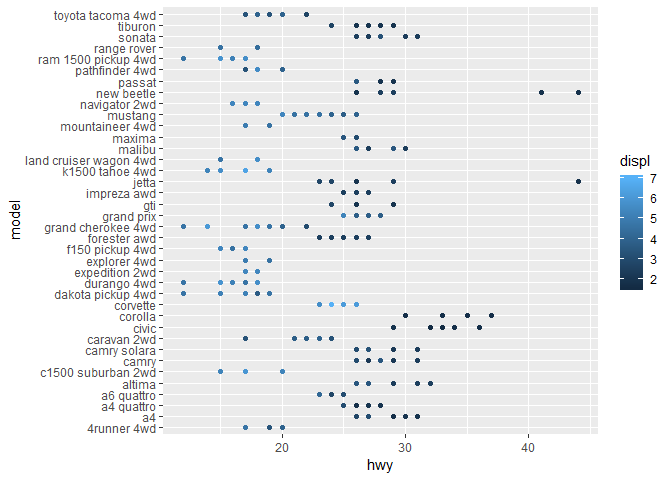 toyota tacoma 4wd
tiburon
sonata
range rover
ram 1500 pickup 4wd
pathfinder 4wd
passat
new beetle
navigator 2wd
mustang
mountaineer 4wd
maxima
malibu
land cruiser wagon 4wd
k1500 tahoe 4wd
jetta
impreza awd
gti
grand prix
grand cherokee 4wd
forester awd
f150 pickup 4wd
explorer 4wd
expedition 2wd
durango 4wd
dakota pickup 4wd
corvette
corolla
civic
caravan 2wd
camry solara
camry
c1500 suburban 2wd
altima
a6 quattro
a4 quattro
a4
4runner 4wd
model
20 30 40
hwy
displ
7
6
5
4
3
2